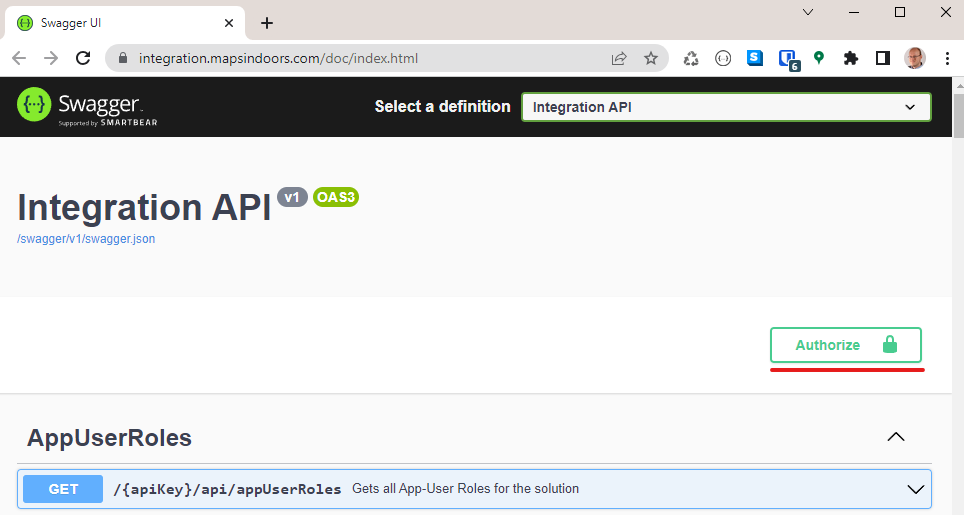 Swagger UI
integration.mapsindoors.com/doc/index.html
6
Swagger
Supported by SMARTBEAR
Select a definition
Integration API
Integration API v1 OAS3
/swagger/v1/swagger.json
Authorize
AppUserRoles
GET /{apiKey}/api/appUserRoles Gets all App-User Roles for the solution